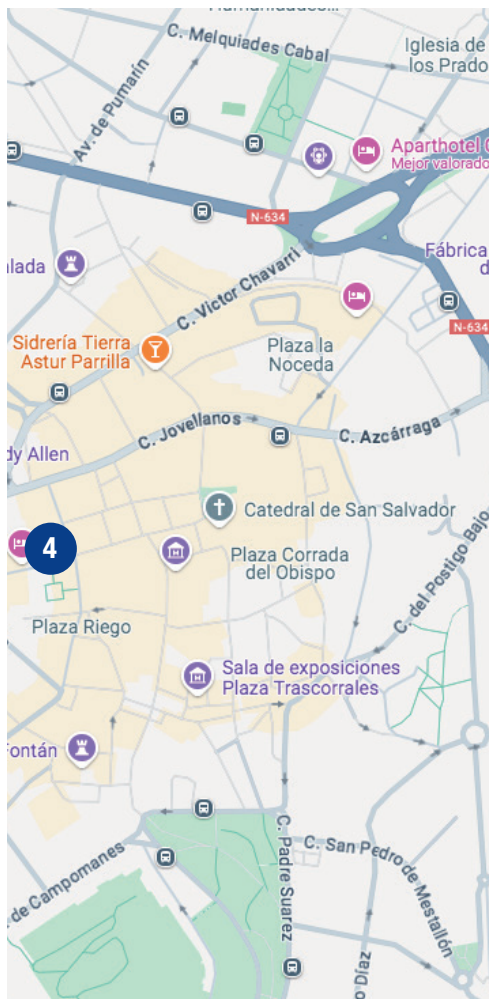 C. Melquiades Cabal
Iglesia de
los Prado
Av. de Pumarín
Aparthotel
Mejor valorado
N-634
Fábrica
d
alada
C. Victor Chavarri
N-634
Sidrería Tierra
Astur Parrilla
Plaza la
Noceda
C. Jovellanos
C. Azcárraga
dy Allen
Catedral de San Salvador
4
Plaza Corrada
del Obispo
C. del Postigo Bajo
Plaza Riego
Sala de exposiciones
Plaza Trascorrales
Fontán
C. Padre Suarez
C. San Pedro de Mestallón
de Campomanes
o Díaz